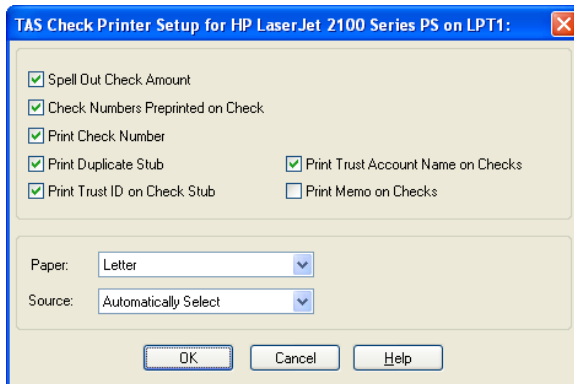 TAS Check Printer Setup for HP LaserJet 2100 Series PS on LPT1:
Spell Out Check Amount
Check Numbers Preprinted on Check
Print Check Number
Print Duplicate Stub
Print Trust Account Name on Checks
Print Trust ID on Check Stub
Print Memo on Checks
Paper: Letter
Source: Automatically Select
OK Cancel Help